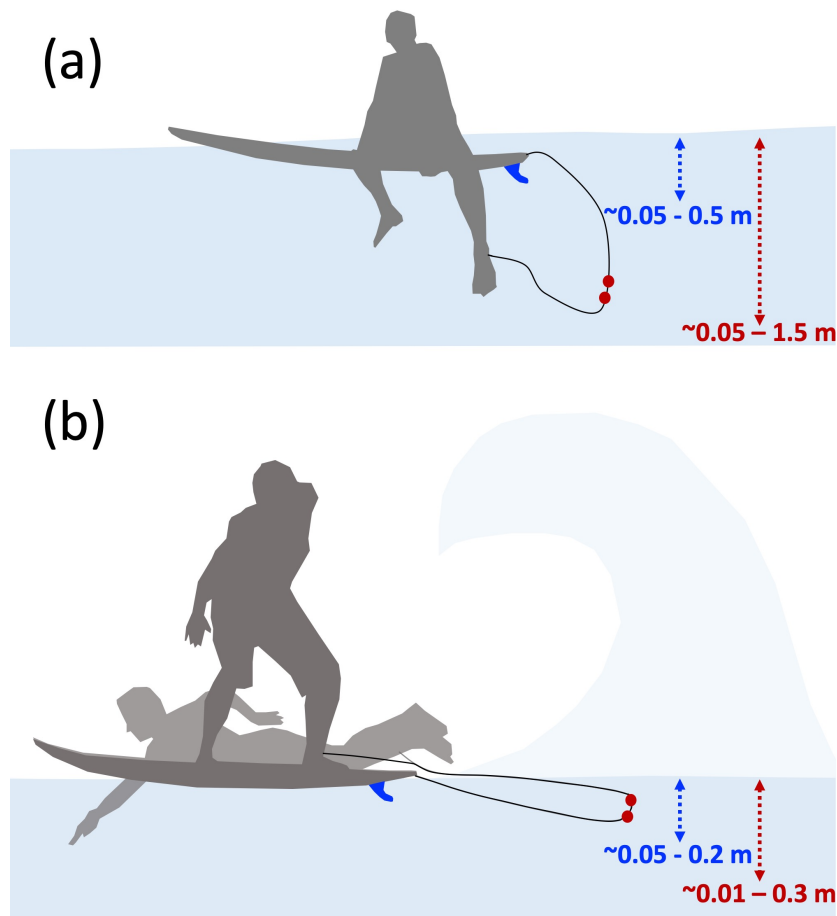 (a)
~0.05 - 0.5 m
~0.05 – 1.5 m
(b)
~0.05 - 0.2 m
~0.01 – 0.3 m